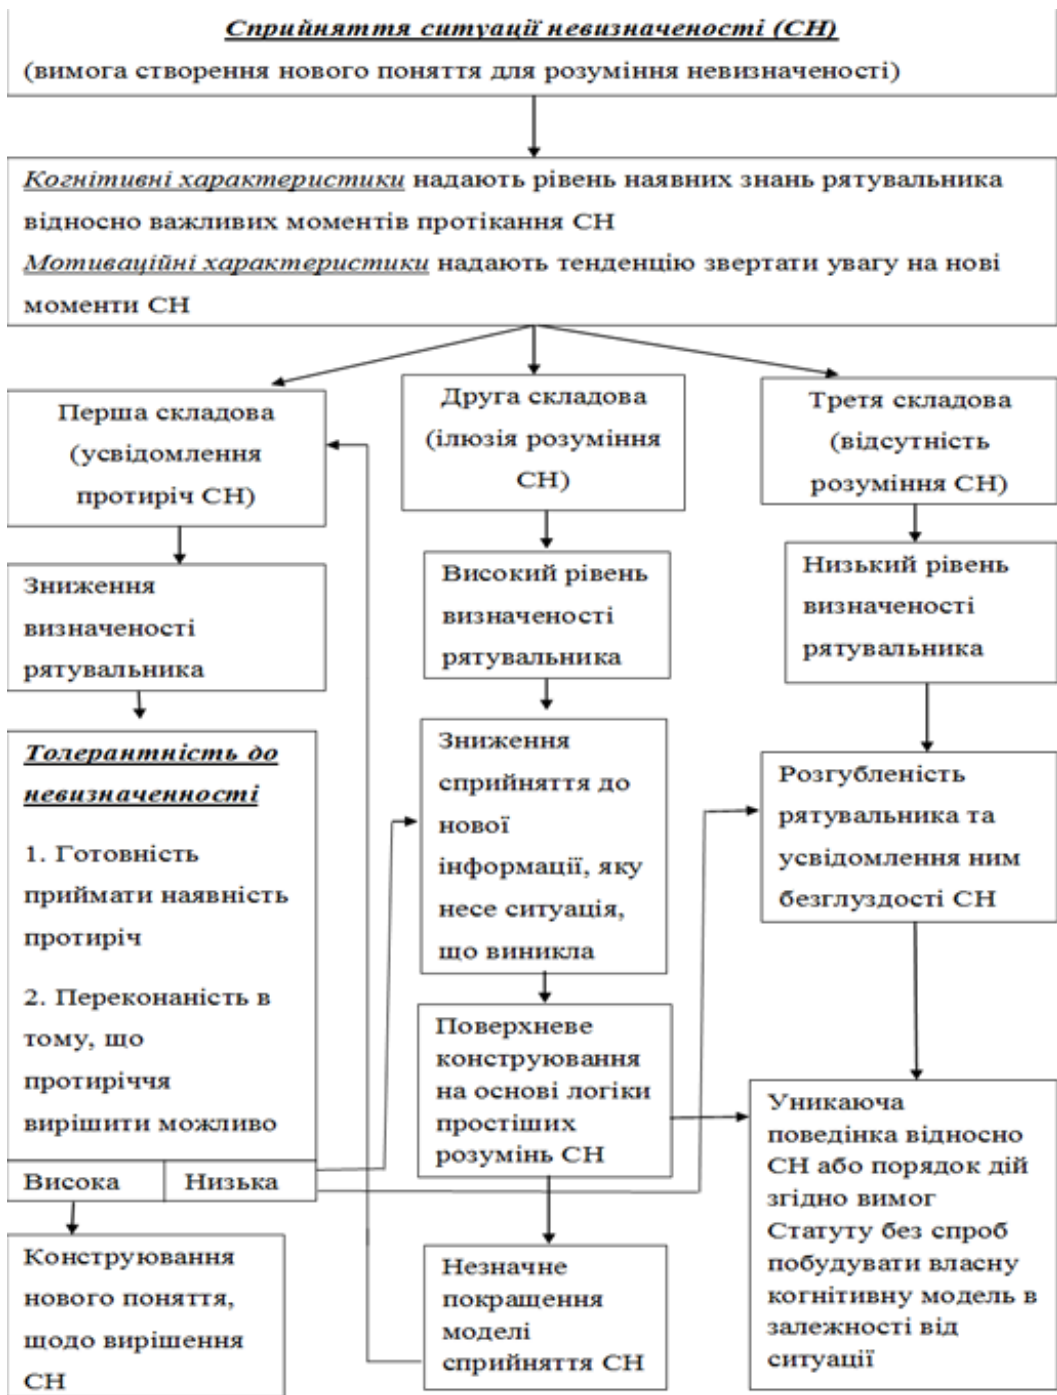 Сприйняття ситуації невизначеності (СН)
(вимога створення нового поняття для розуміння невизначеності)
Когнітивні характеристики надають рівень наявних знань рятувальника
відносно важливих моментів протікання СН
Мотиваційні характеристики надають тенденцію звертати увагу на нові
моменти СН
Перша складова
(усвідомлення
протиріч СН)
Друга складова
(ілюзія розуміння
СН)
Третя складова
(відсутність
розуміння СН)
Зниження
визначеності
рятувальника
Високий рівень
визначеності
рятувальника
Низький рівень
визначеності
рятувальника
Толерантність до
невизначенності
1. Готовність
приймати наявність
протиріч
2. Переконаність в
тому, що
протиріччя
вирішити можливо
Висока
Низька
Зниження
сприйняття до
нової
інформації, яку
несе ситуація,
що виникла
Розгубленість
рятувальника та
усвідомлення ним
безглуздості СН
Поверхневе
конструювання
на основі логіки
простіших
розумінь СН
Уникаюча
поведінка відносно
СН або порядок дій
згідно вимог
Статуту без спроб
побудувати власну
когнітивну модель в
залежності від
ситуації
Конструювання
нового поняття,
щодо вирішення
СН
Незначне
покращення
моделі
сприйняття СН